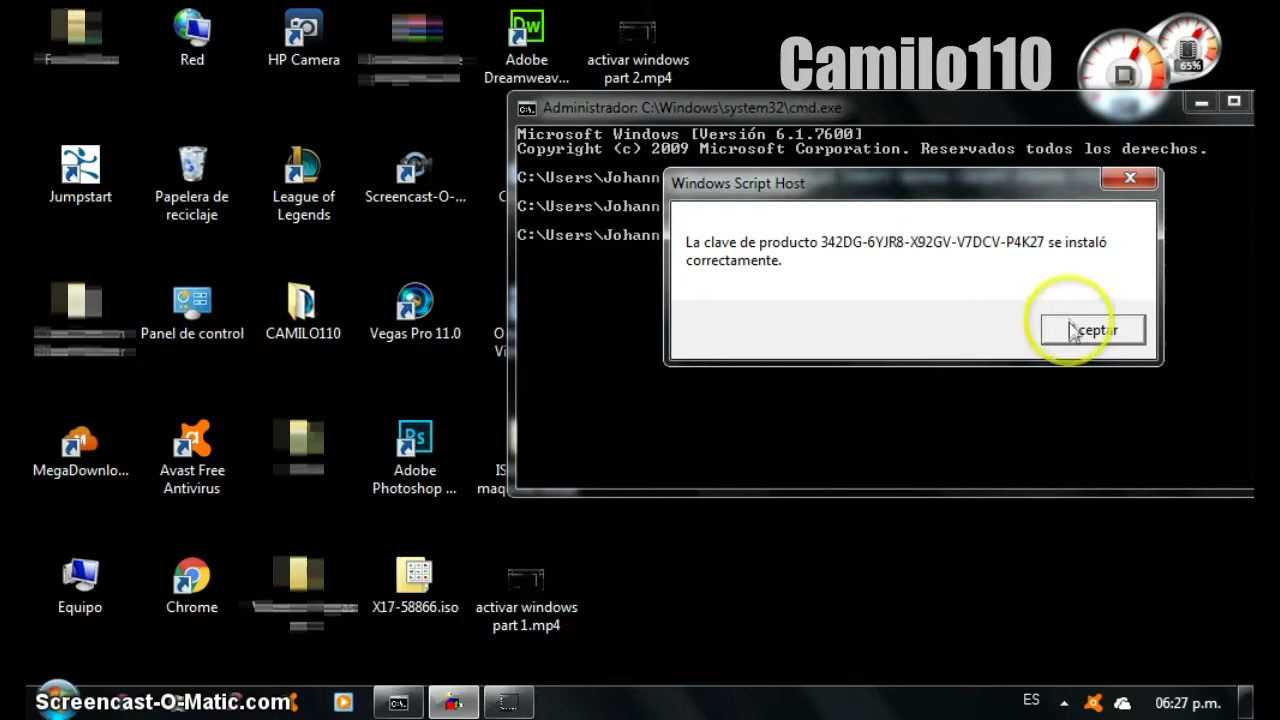 Camilo110
65%
Red
HP Camera
Adobe
Dreamweav...
activar windows
part 2.mp4
Administrador: C:\Windows\system32\cmd.exe
Microsoft Windows [Versión 6.1.7600]
Copyright (c) 2009 Microsoft Corporation. Reservados todos los derechos.
C:\Users\Johann
C:\Users\Johann
C:\Users\Johann
Windows Script Host
La clave de producto 342DG-6YJR8-X92GV-V7DCV-P4K27 se instaló
correctamente.
ceptar
Jumpstart
Papelera de
reciclaje
League of
Legends
Screencast-O-...
Panel de control
CAMILO110
Vegas Pro 11.0
MegaDownlo...
Avast Free
Antivirus
Adobe
Photoshop ...
Equipo
Chrome
X17-58866.iso
activar windows
part 1.mp4
Screencast-O-Matic.com
ES
06:27 p.m.